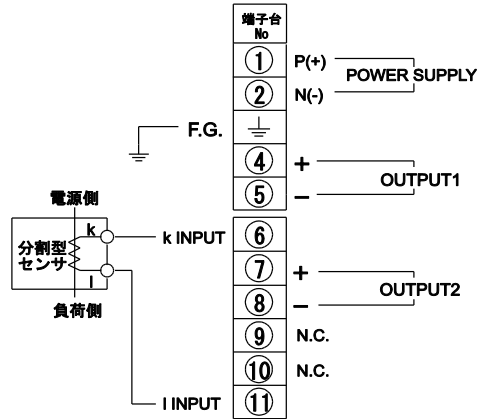 端子台
No
① P(+)
POWER SUPPLY
② N(-)
F.G.
④ +
OUTPUT1
⑤ −
電源側
k
k INPUT ⑥
分割型
センサ
⑦ +
OUTPUT2
l
⑧ −
負荷側
⑨ N.C.
⑩ N.C.
l INPUT ⑪